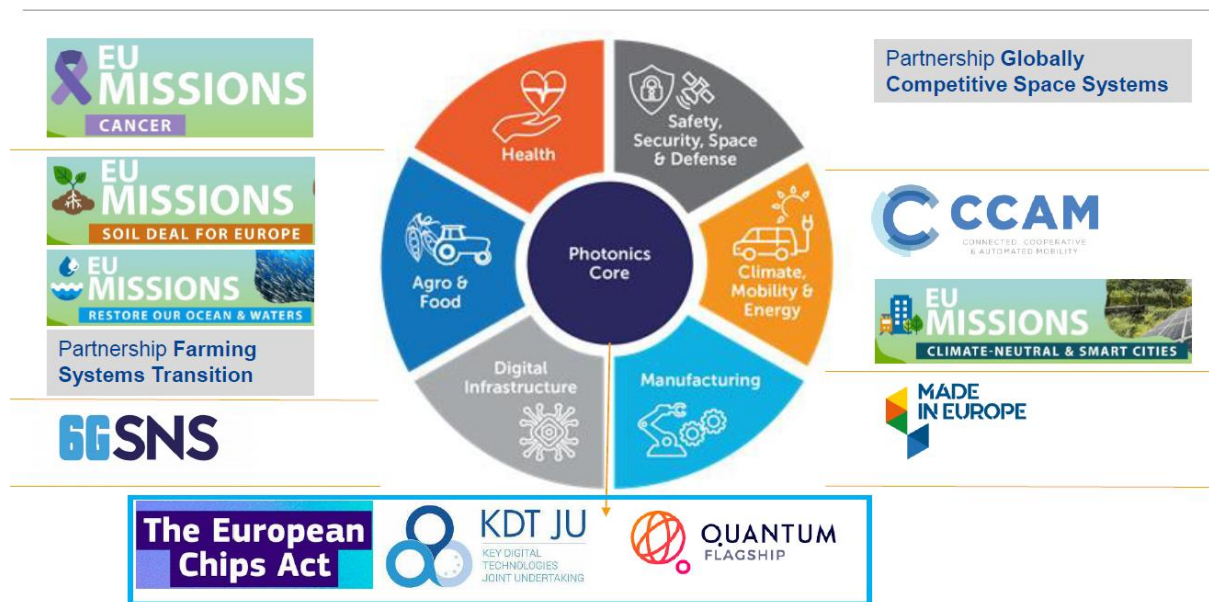 EU
MISSIONS
CANCER
EU
MISSIONS
SOIL DEAL FOR EUROPE
EU
MISSIONS
RESTORE OUR OCEAN & WATERS
Partnership Farming
Systems Transition
6GSNS
Health
Safety,
Security, Space
& Defense
Agro &
Food
Photonics
Core
Climate,
Mobility &
Energy
Digital
Infrastructure
Manufacturing
Partnership Globally
Competitive Space Systems
CCAM
CONNECTED, COOPERATIVE
& AUTOMATED MOBILITY
EU
MISSIONS
CLIMATE-NEUTRAL & SMART CITIES
MADE
IN EUROPE
The European
Chips Act
KDT JU
KEY DIGITAL
TECHNOLOGIES
JOINT UNDERTAKING
QUANTUM
FLAGSHIP